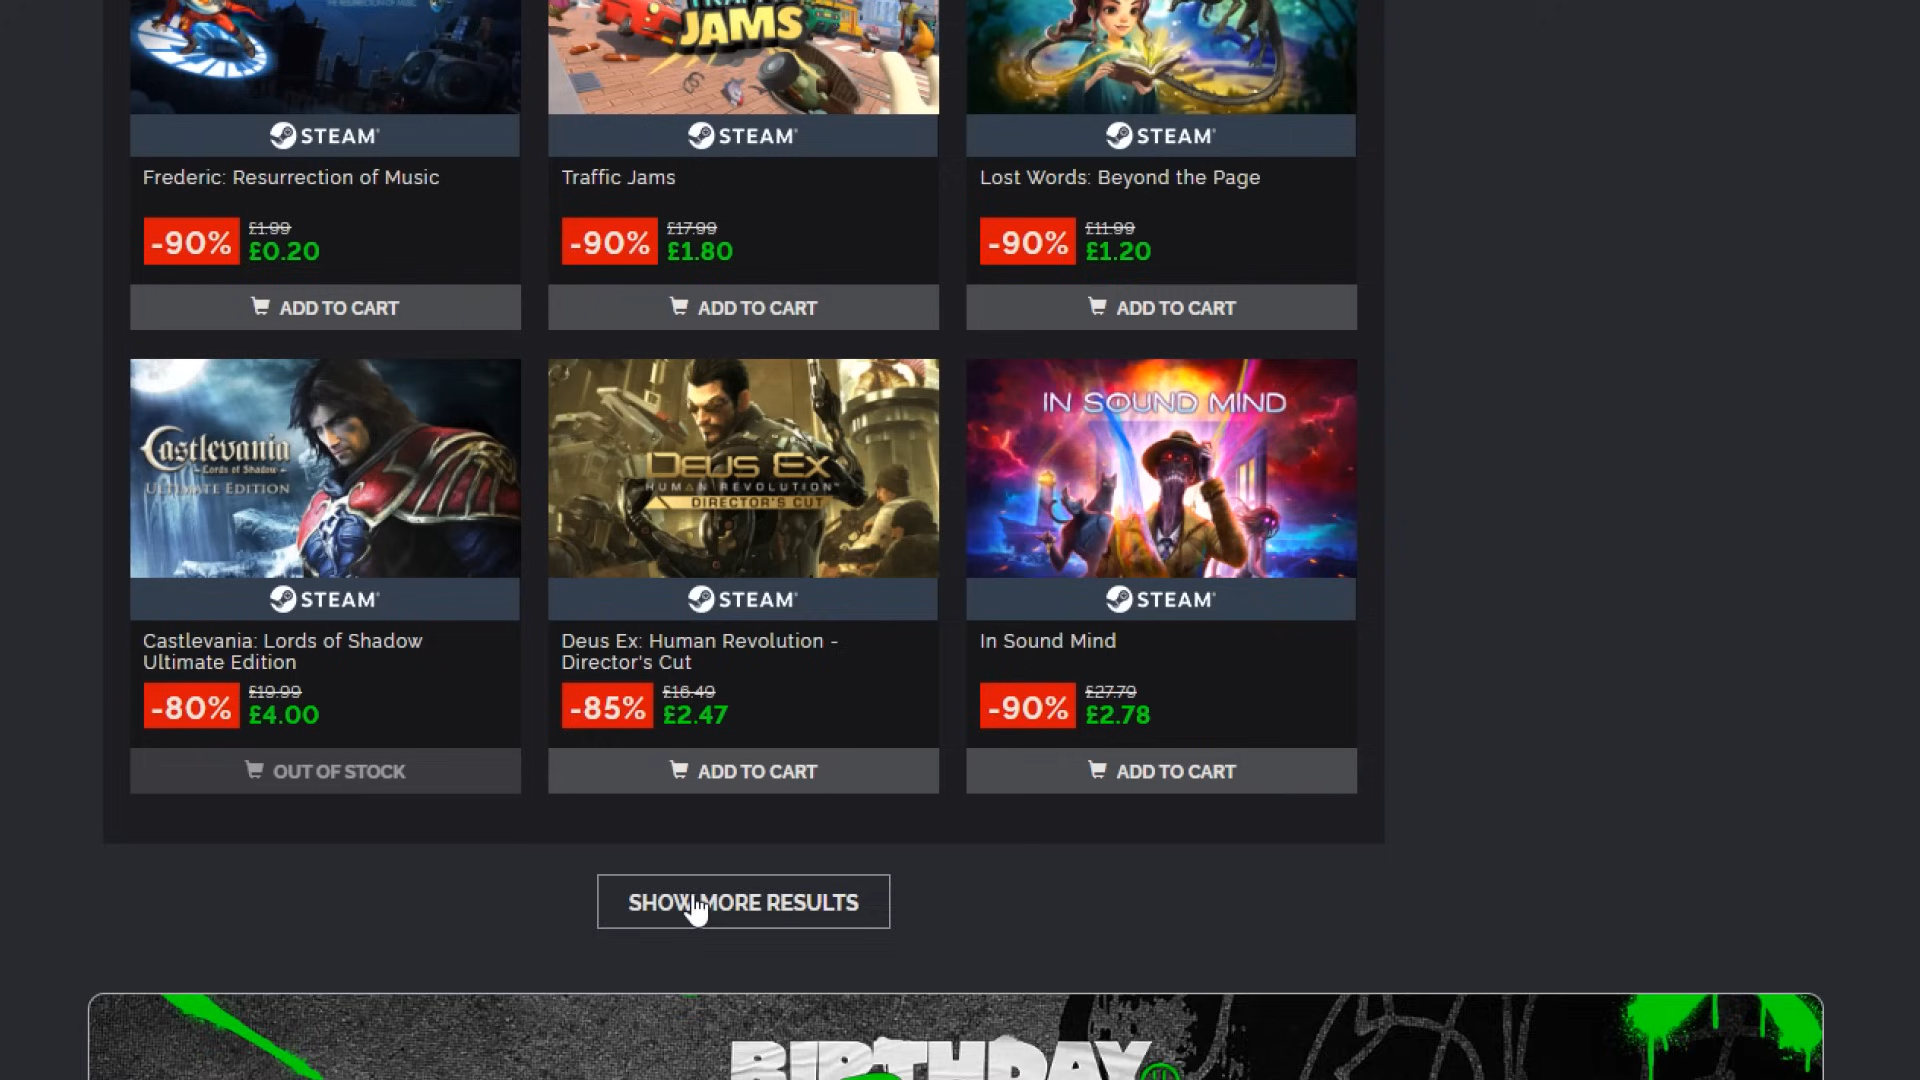 THE RESURRECTION OF MUSIC
JAMS
STEAM
STEAM
STEAM
Frederic: Resurrection of Music
Traffic Jams
Lost Words: Beyond the Page
-90% £1.99 £0.20
-90% £17.99 £1.80
-90% £11.99 £1.20
ADD TO CART
ADD TO CART
ADD TO CART
Castlevania
Lords of Shadow
ULTIMATE EDITION
DEUS EX
HUMAN REVOLUTION
DIRECTOR'S CUT
IN SOUND MIND
STEAM
STEAM
STEAM
Castlevania: Lords of Shadow
Ultimate Edition
Deus Ex: Human Revolution -
Director's Cut
In Sound Mind
-80% £19.99 £4.00
-85% £16.49 £2.47
-90% £27.79 £2.78
OUT OF STOCK
ADD TO CART
ADD TO CART
SHOW MORE RESULTS
BIRTHDAY